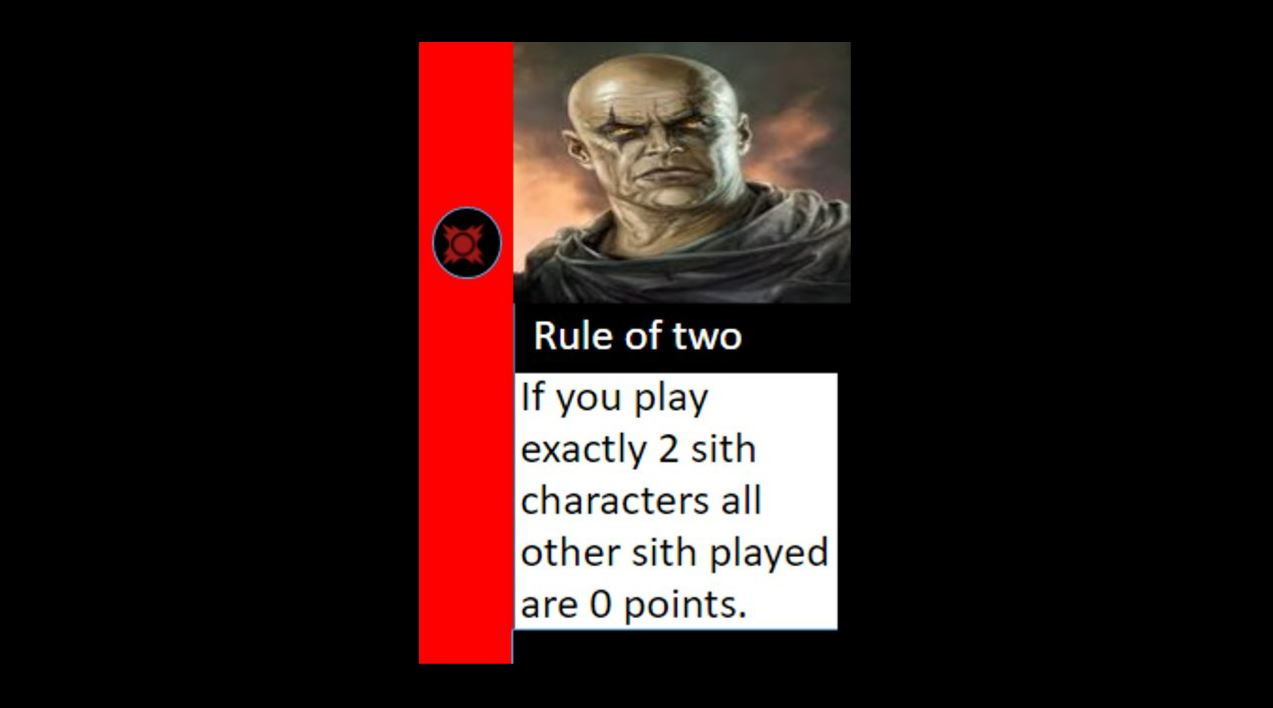 Rule of two
If you play
exactly 2 sith
characters all
other sith played
are 0 points.